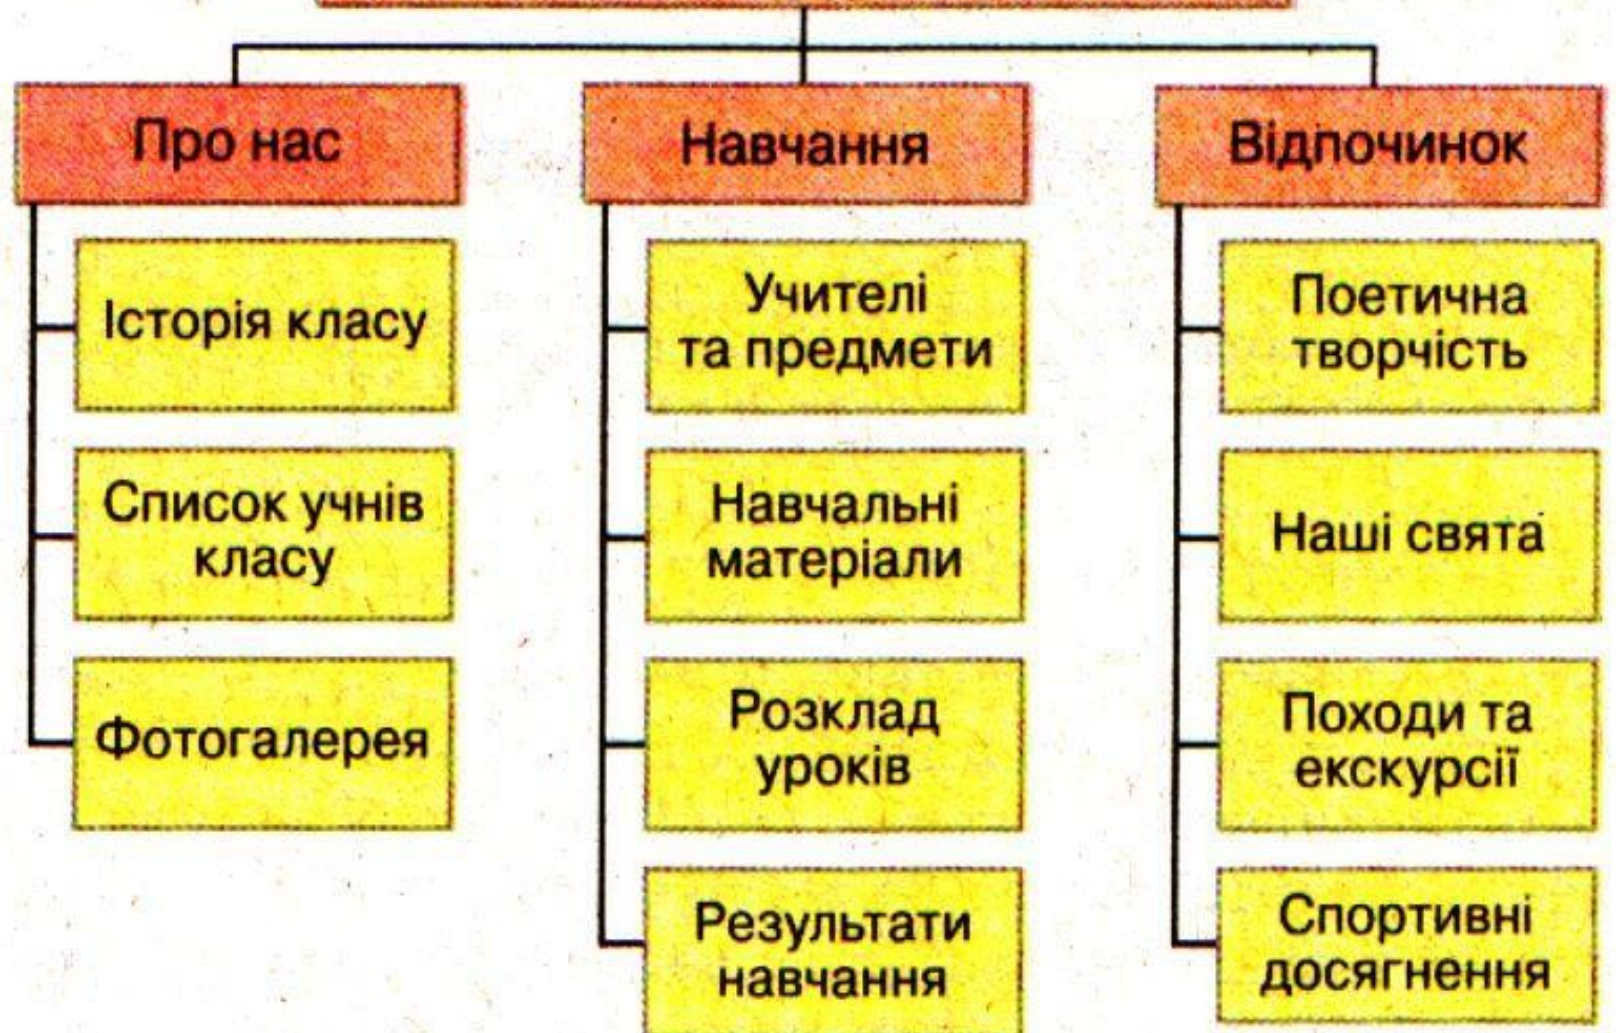 Про нас
Історія класу
Список учнів
класу
Фотогалерея
Навчання
Учителі
та предмети
Навчальні
матеріали
Розклад
уроків
Результати
навчання
Відпочинок
Поетична
творчість
Наші свята
Походи та
екскурсії
Спортивні
досягнення